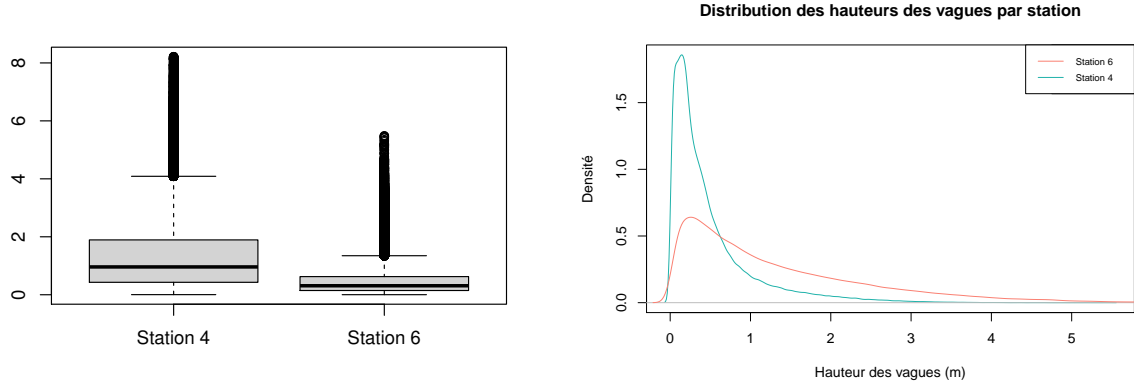 0 2 4 6 8
Station 4 Station 6
Distribution des hauteurs des vagues par station
Station 6
Station 4
Densité
0.0 0.5 1.0 1.5
0 1 2 3 4 5
Hauteur des vagues (m)